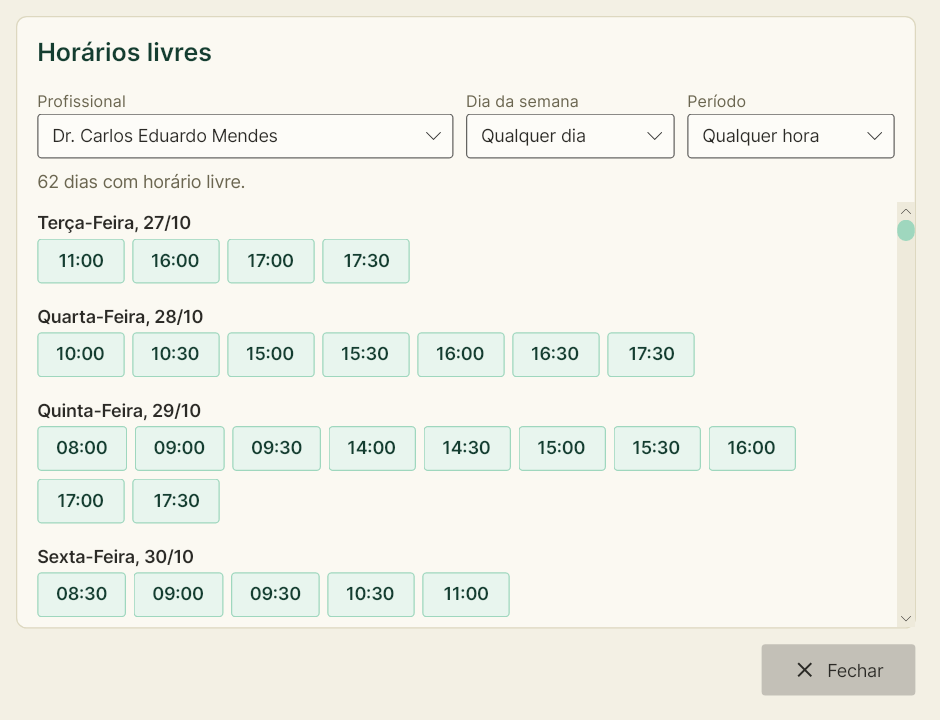 Horários livres
Profissional Dia da semana Período
Dr. Carlos Eduardo Mendes Qualquer dia Qualquer hora
62 dias com horário livre.
Terça-Feira, 27/10
11:00 16:00 17:00 17:30
Quarta-Feira, 28/10
10:00 10:30 15:00 15:30 16:00 16:30 17:30
Quinta-Feira, 29/10
08:00 09:00 09:30 14:00 14:30 15:00 15:30 16:00
17:00 17:30
Sexta-Feira, 30/10
08:30 09:00 09:30 10:30 11:00
Fechar